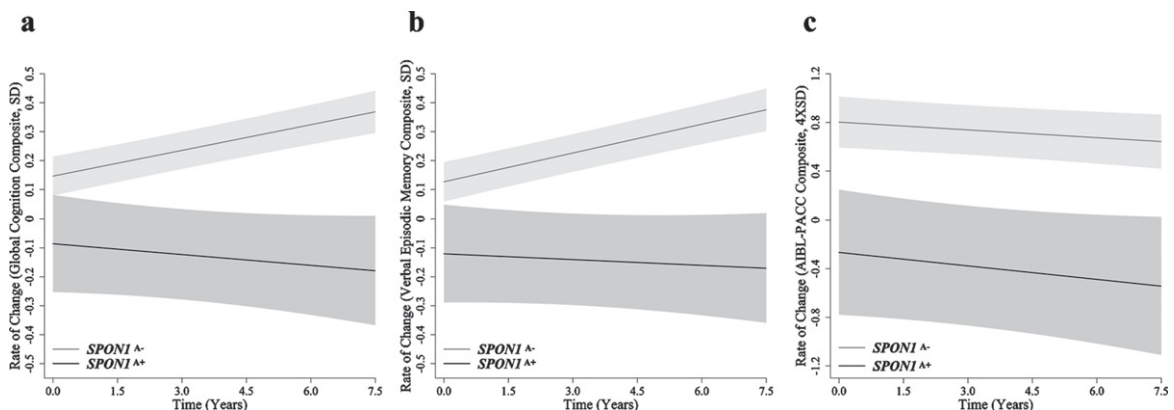 a
b
c
Rate of Change (Global Cognition Composite, SD)
0.5
0.4
0.3
0.2
0.1
0
-0.1
-0.2
-0.3
-0.5
SPON1 A-
SPON1 A+
0.0 1.5 3.0 4.5 6.0 7.5
Time (Years)
Rate of Change (Verbal Episodic Memory Composite, SD)
0.5
0.4
0.3
0.2
0.1
0
-0.1
-0.2
-0.3
-0.5
SPON1 A-
SPON1 A+
0.0 1.5 3.0 4.5 6.0 7.5
Time (Years)
Rate of Change (AIBL-PACC Composite, 4XSD)
1.2
0.8
0.4
0
-0.4
-0.8
-1.2
SPON1 A-
SPON1 A+
0.0 1.5 3.0 4.5 6.0 7.5
Time (Years)